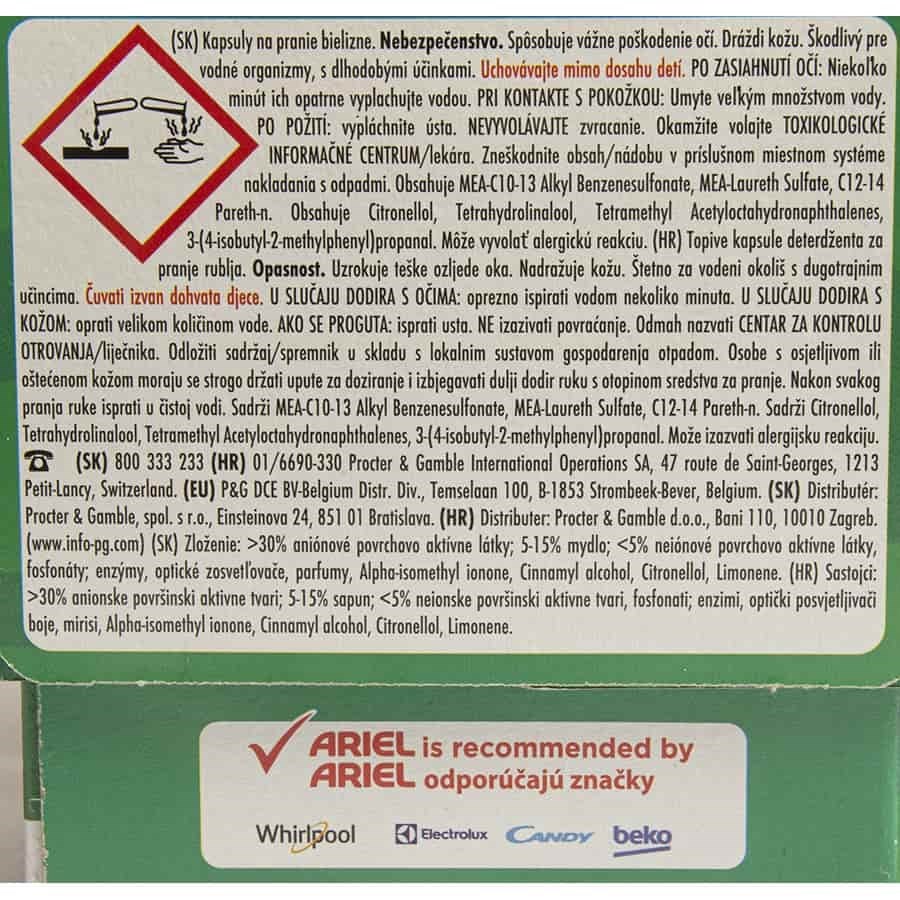 (SK) Kapsuly na pranie bielizne. Nebezpečenstvo. Spôsobuje vážne poškodenie očí. Dráždi kožu. Škodlivý pre
vodné organizmy, s dlhodobými účinkami. Uchovávajte mimo dosahu detí. PO ZASIAHNUTÍ OČÍ: Niekoľko
minút ich opatrne vyplachujte vodou. PRI KONTAKTE S POKOŽKOU: Umyte veľkým množstvom vody.
PO POŽITÍ: vypláchnite ústa. NEVYVOLÁVAJTE zvracanie. Okamžite volajte TOXIKOLOGICKÉ
INFORMAČNÉ CENTRUM/lekára. Zneškodnite obsah/nádobu v príslušnom miestnom systéme
nakladania s odpadmi. Obsahuje MEA-C10-13 Alkyl Benzenesulfonate, MEA-Laureth Sulfate, C12-14
Pareth-n. Obsahuje Citronellol, Tetrahydrolinalool, Tetramethyl Acetyloctahydronaphthalenes,
3-(4-isobutyl-2-methylphenyl)propanal. Môže vyvolať alergickú reakciu. (HR) Topive kapsule deterdženta za
pranje rublja. Opasnost. Uzrokuje teške ozljede oka. Nadražuje kožu. Štetno za vodeni okoliš s dugotrajnim
učincima. Čuvati izvan dohvata djece. U SLUČAJU DODIRA S OČIMA: oprezno ispirati vodom nekoliko minuta. U SLUČAJU DODIRA S
KOŽOM: oprati velikom količinom vode. AKO SE PROGUTA: isprati usta. NE izazivati povraćanje. Odmah nazvati CENTAR ZA KONTROLU
OTROVANJA/liječnika. Odložiti sadržaj/spremnik u skladu s lokalnim sustavom gospodarenja otpadom. Osobe s osjetljivom ili
oštećenom kožom moraju se strogo držati upute za doziranje i izbjegavati dulji dodir ruku s otopinom sredstva za pranje. Nakon svakog
pranja ruke isprati u čistoj vodi. Sadrži MEA-C10-13 Alkyl Benzenesulfonate, MEA-Laureth Sulfate, C12-14 Pareth-n. Sadrži Citronellol,
Tetrahydrolinalool, Tetramethyl Acetyloctahydronaphthalenes, 3-(4-isobutyl-2-methylphenyl)propanal. Može izazvati alergijsku reakciju.
☎ (SK) 800 333 233 (HR) 01/6690-330 Procter & Gamble International Operations SA, 47 route de Saint-Georges, 1213
Petit-Lancy, Switzerland. (EU) P&G DCE BV-Belgium Distr. Div., Temselaan 100, B-1853 Strombeek-Bever, Belgium. (SK) Distributér:
Procter & Gamble, spol. s r.o., Einsteinova 24, 851 01 Bratislava. (HR) Distributer: Procter & Gamble d.o.o., Bani 110, 10010 Zagreb.
(www.info-pg.com) (SK) Zloženie: >30% aniónové povrchovo aktívne látky; 5-15% mydlo; <5% neiónové povrchovo aktívne látky,
fosfonáty; enzýmy, optické zosvetľovače, parfumy, Alpha-isomethyl ionone, Cinnamyl alcohol, Citronellol, Limonene. (HR) Sastojci:
>30% anionske površinski aktivne tvari; 5-15% sapun; <5% neionske površinski aktivne tvari, fosfonati; enzimi, optički posvjetljivači
boje, mirisi, Alpha-isomethyl ionone, Cinnamyl alcohol, Citronellol, Limonene.
ARIEL is recommended by
ARIEL odporúčajú značky
Whirlpool Electrolux CANDY beko